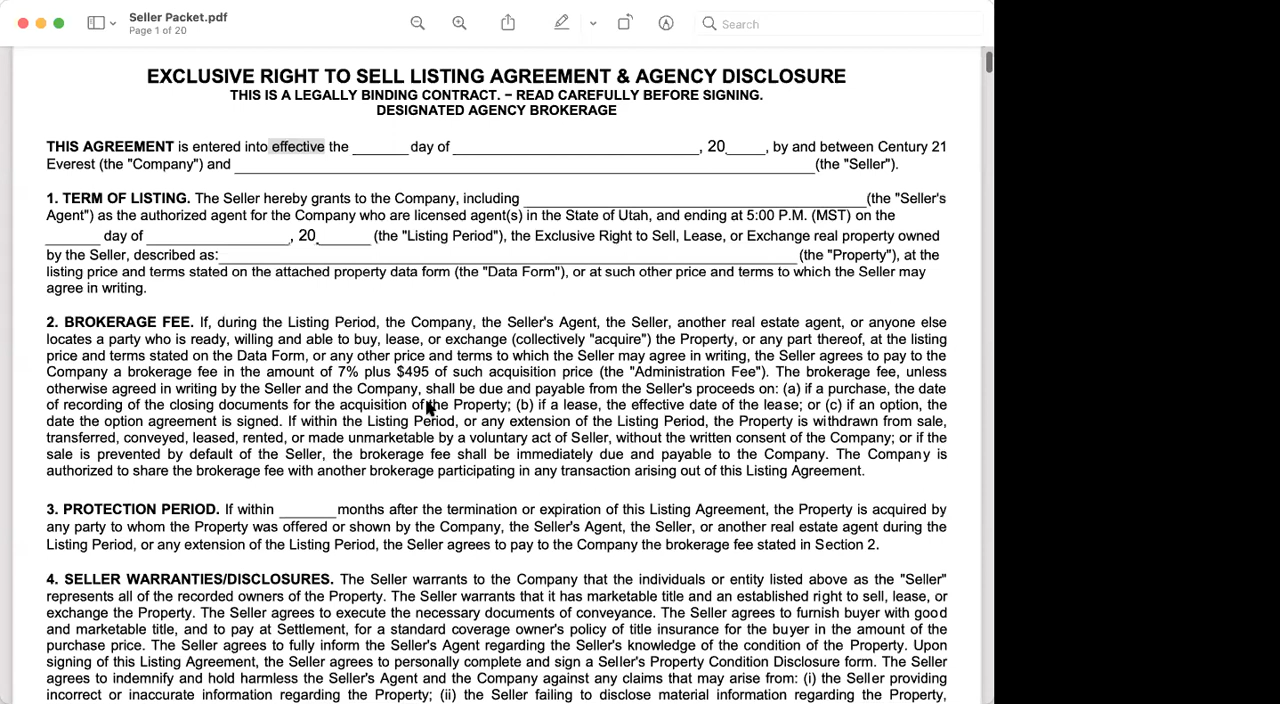 Seller Packet.pdf
Page 1 of 20
Search
EXCLUSIVE RIGHT TO SELL LISTING AGREEMENT & AGENCY DISCLOSURE
THIS IS A LEGALLY BINDING CONTRACT. – READ CAREFULLY BEFORE SIGNING.
DESIGNATED AGENCY BROKERAGE
THIS AGREEMENT is entered into effective the _______ day of ______________________________, 20_____, by and between Century 21
Everest (the "Company") and ______________________________________________________________________(the "Seller").
1. TERM OF LISTING. The Seller hereby grants to the Company, including __________________________________________(the "Seller's
Agent") as the authorized agent for the Company who are licensed agent(s) in the State of Utah, and ending at 5:00 P.M. (MST) on the
_______ day of __________________, 20_______ (the "Listing Period"), the Exclusive Right to Sell, Lease, or Exchange real property owned
by the Seller, described as:______________________________________________________________________(the "Property"), at the
listing price and terms stated on the attached property data form (the "Data Form"), or at such other price and terms to which the Seller may
agree in writing.
2. BROKERAGE FEE. If, during the Listing Period, the Company, the Seller's Agent, the Seller, another real estate agent, or anyone else
locates a party who is ready, willing and able to buy, lease, or exchange (collectively "acquire") the Property, or any part thereof, at the listing
price and terms stated on the Data Form, or any other price and terms to which the Seller may agree in writing, the Seller agrees to pay to the
Company a brokerage fee in the amount of 7% plus $495 of such acquisition price (the "Administration Fee"). The brokerage fee, unless
otherwise agreed in writing by the Seller and the Company, shall be due and payable from the Seller's proceeds on: (a) if a purchase, the date
of recording of the closing documents for the acquisition of the Property; (b) if a lease, the effective date of the lease; or (c) if an option, the
date the option agreement is signed. If within the Listing Period, or any extension of the Listing Period, the Property is withdrawn from sale,
transferred, conveyed, leased, rented, or made unmarketable by a voluntary act of Seller, without the written consent of the Company; or if the
sale is prevented by default of the Seller, the brokerage fee shall be immediately due and payable to the Company. The Company is
authorized to share the brokerage fee with another brokerage participating in any transaction arising out of this Listing Agreement.
3. PROTECTION PERIOD. If within _______months after the termination or expiration of this Listing Agreement, the Property is acquired by
any party to whom the Property was offered or shown by the Company, the Seller's Agent, the Seller, or another real estate agent during the
Listing Period, or any extension of the Listing Period, the Seller agrees to pay to the Company the brokerage fee stated in Section 2.
4. SELLER WARRANTIES/DISCLOSURES. The Seller warrants to the Company that the individuals or entity listed above as the "Seller"
represents all of the recorded owners of the Property. The Seller warrants that it has marketable title and an established right to sell, lease, or
exchange the Property. The Seller agrees to execute the necessary documents of conveyance. The Seller agrees to furnish buyer with good
and marketable title, and to pay at Settlement, for a standard coverage owner's policy of title insurance for the buyer in the amount of the
purchase price. The Seller agrees to fully inform the Seller's Agent regarding the Seller's knowledge of the condition of the Property. Upon
signing of this Listing Agreement, the Seller agrees to personally complete and sign a Seller's Property Condition Disclosure form. The Seller
agrees to indemnify and hold harmless the Seller's Agent and the Company against any claims that may arise from: (i) the Seller providing
incorrect or inaccurate information regarding the Property; (ii) the Seller failing to disclose material information regarding the Property,